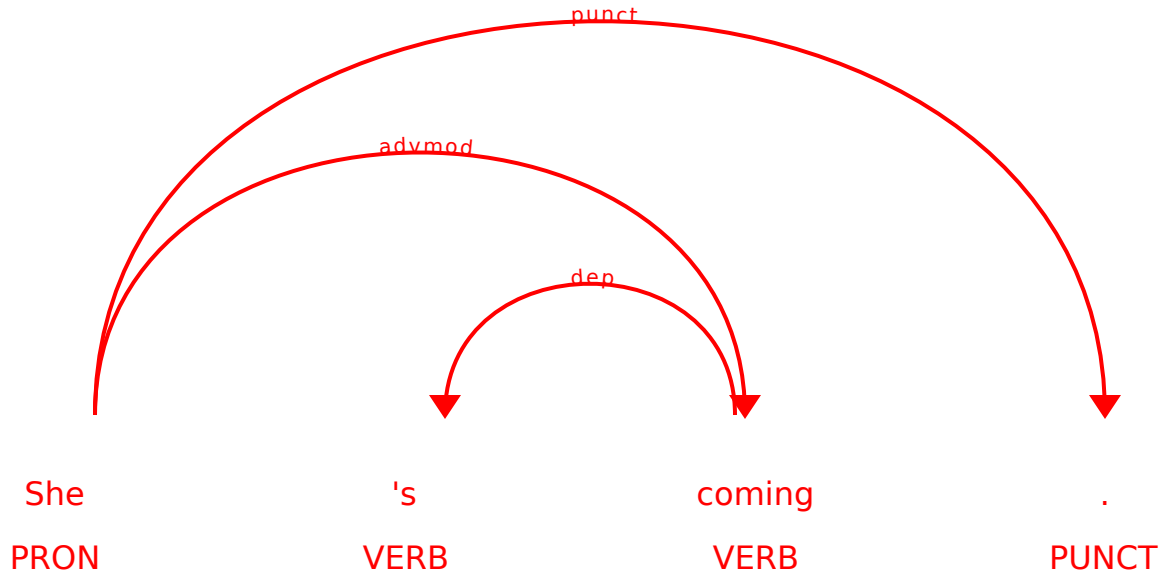 punct
advmod
dep
She 's coming .
PRON VERB VERB PUNCT